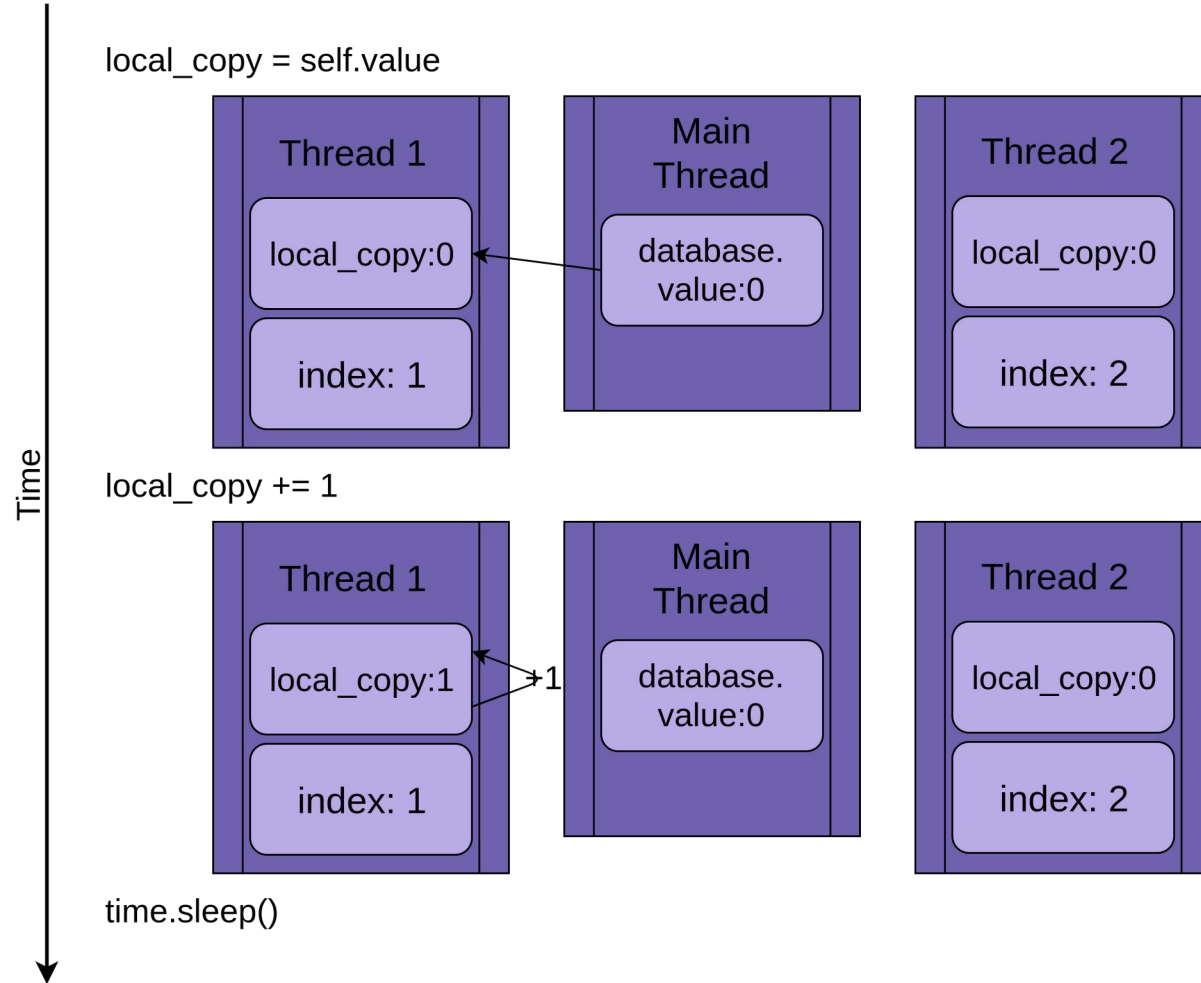 local_copy = self.value
Thread 1
Main
Thread
Thread 2
local_copy:0
database.
value:0
local_copy:0
index: 1
index: 2
Time
local_copy += 1
Thread 1
Main
Thread
Thread 2
local_copy:1
+1
database.
value:0
local_copy:0
index: 1
index: 2
time.sleep()